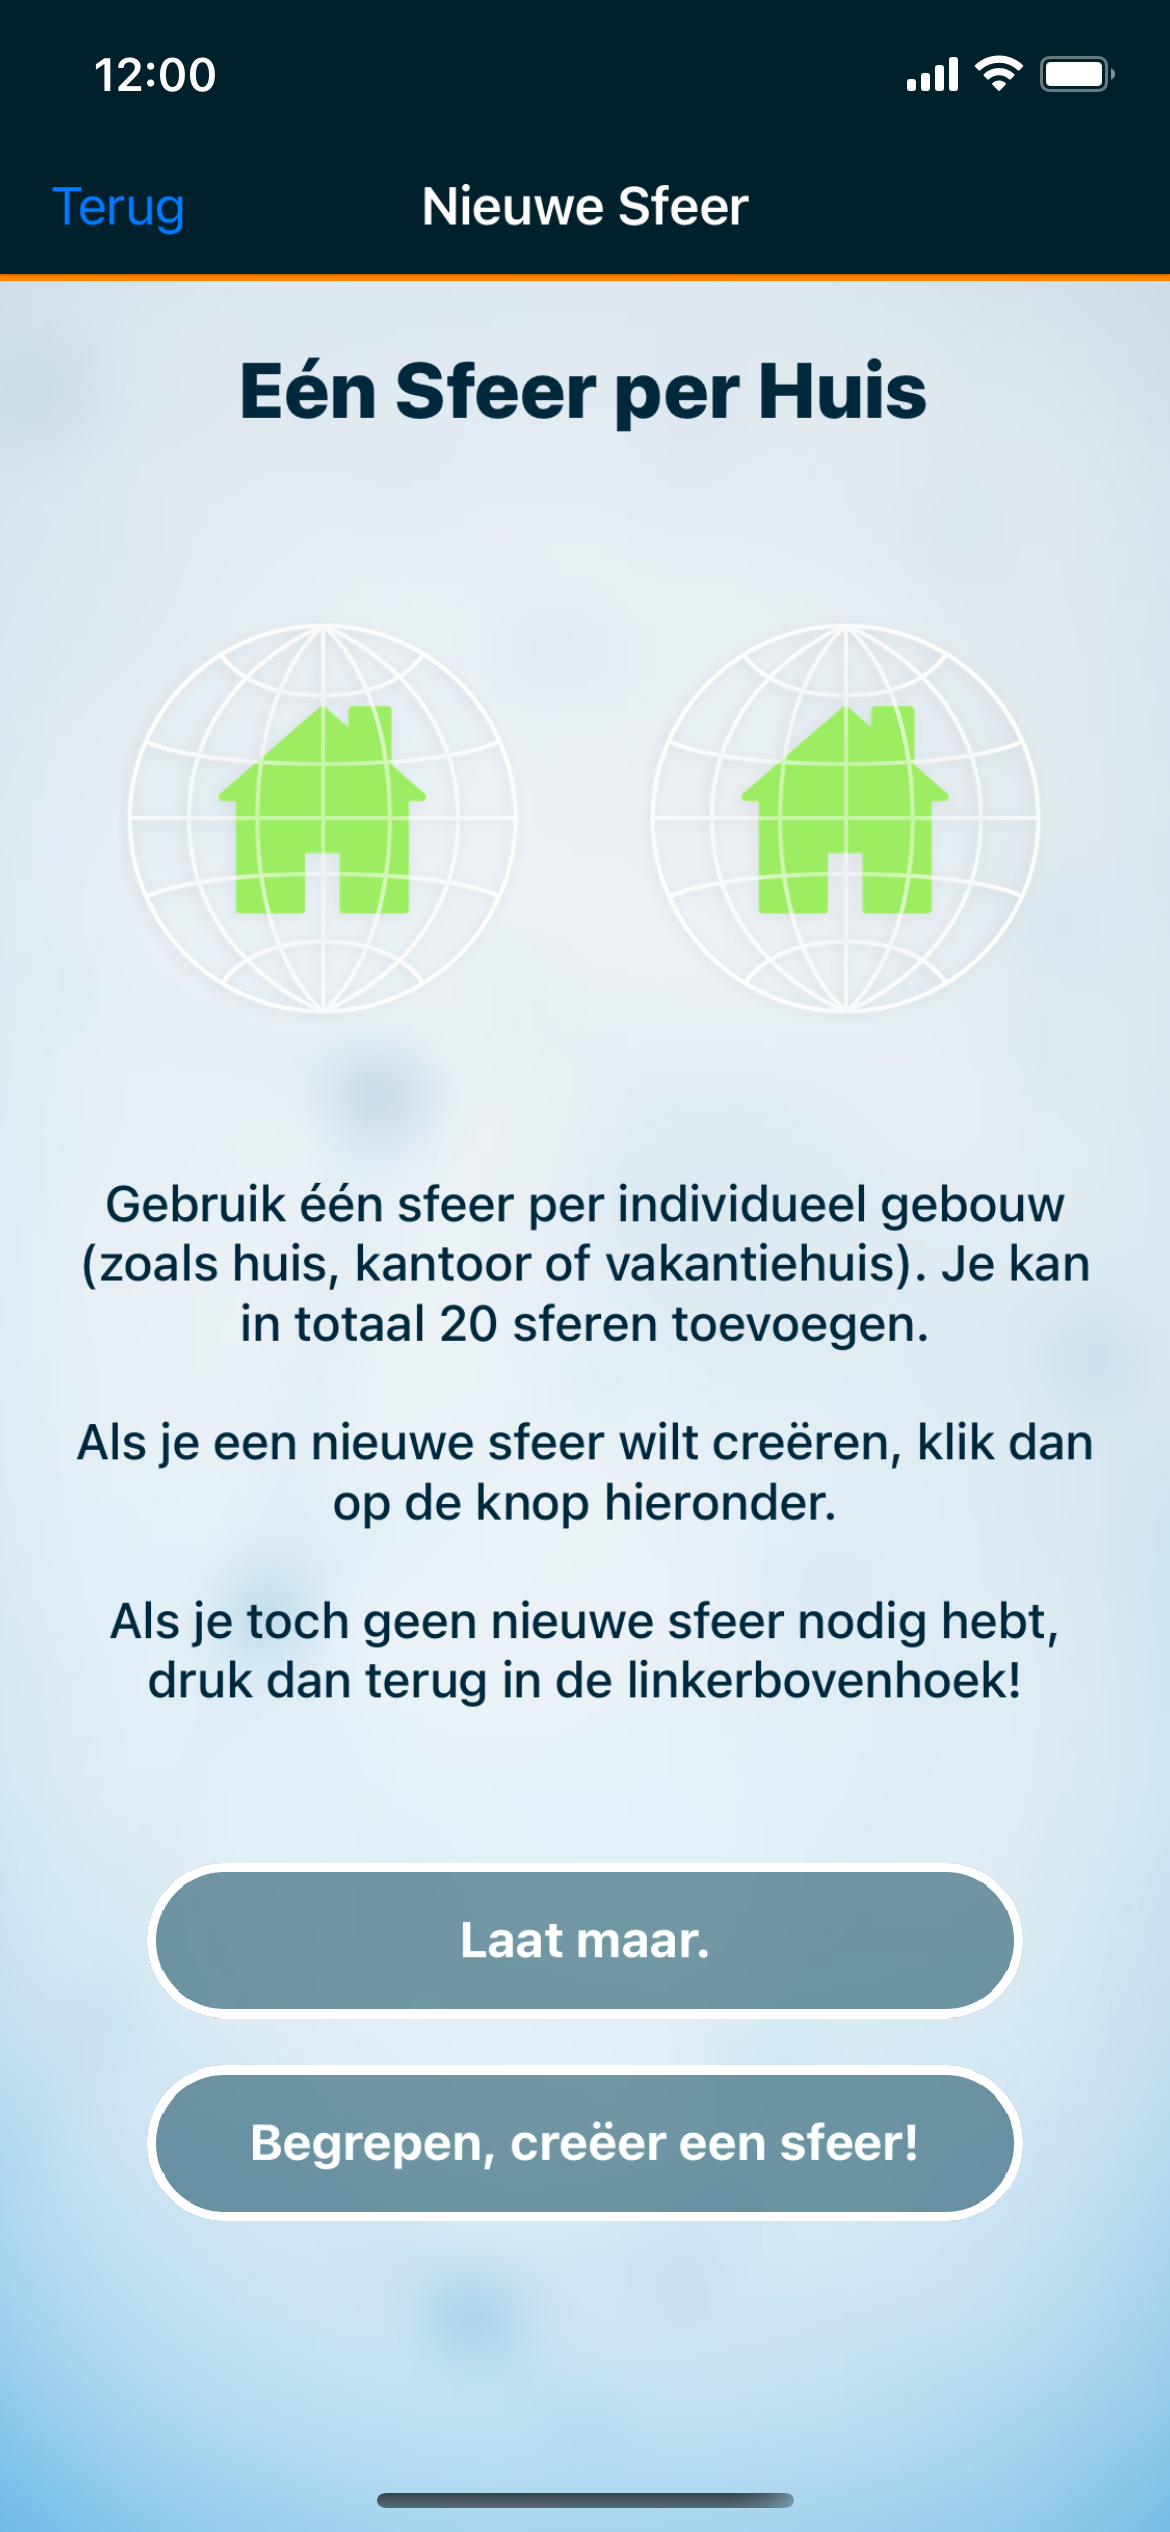 12:00
Terug
Nieuwe Sfeer
Eén Sfeer per Huis
Gebruik één sfeer per individueel gebouw
(zoals huis, kantoor of vakantiehuis). Je kan
in totaal 20 sferen toevoegen.
Als je een nieuwe sfeer wilt creëren, klik dan
op de knop hieronder.
Als je toch geen nieuwe sfeer nodig hebt,
druk dan terug in de linkerbovenhoek!
Laat maar.
Begrepen, creëer een sfeer!